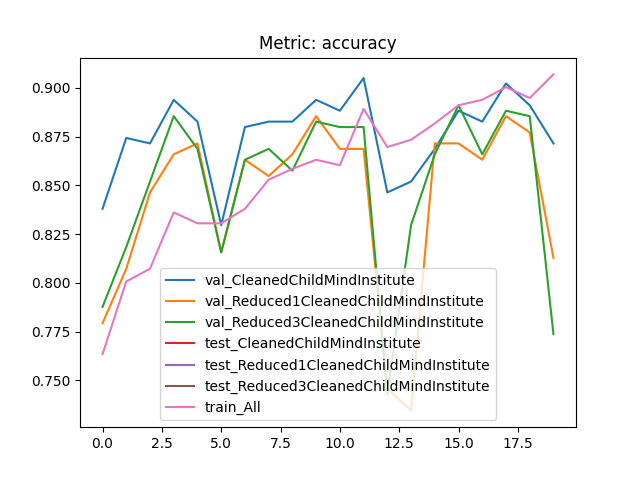 Metric: accuracy
0.900
0.875
0.850
0.825
0.800
0.775
0.750
val_CleanedChildMindInstitute
val_Reduced1CleanedChildMindInstitute
val_Reduced3CleanedChildMindInstitute
test_CleanedChildMindInstitute
test_Reduced1CleanedChildMindInstitute
test_Reduced3CleanedChildMindInstitute
train_All
0.0 2.5 5.0 7.5 10.0 12.5 15.0 17.5